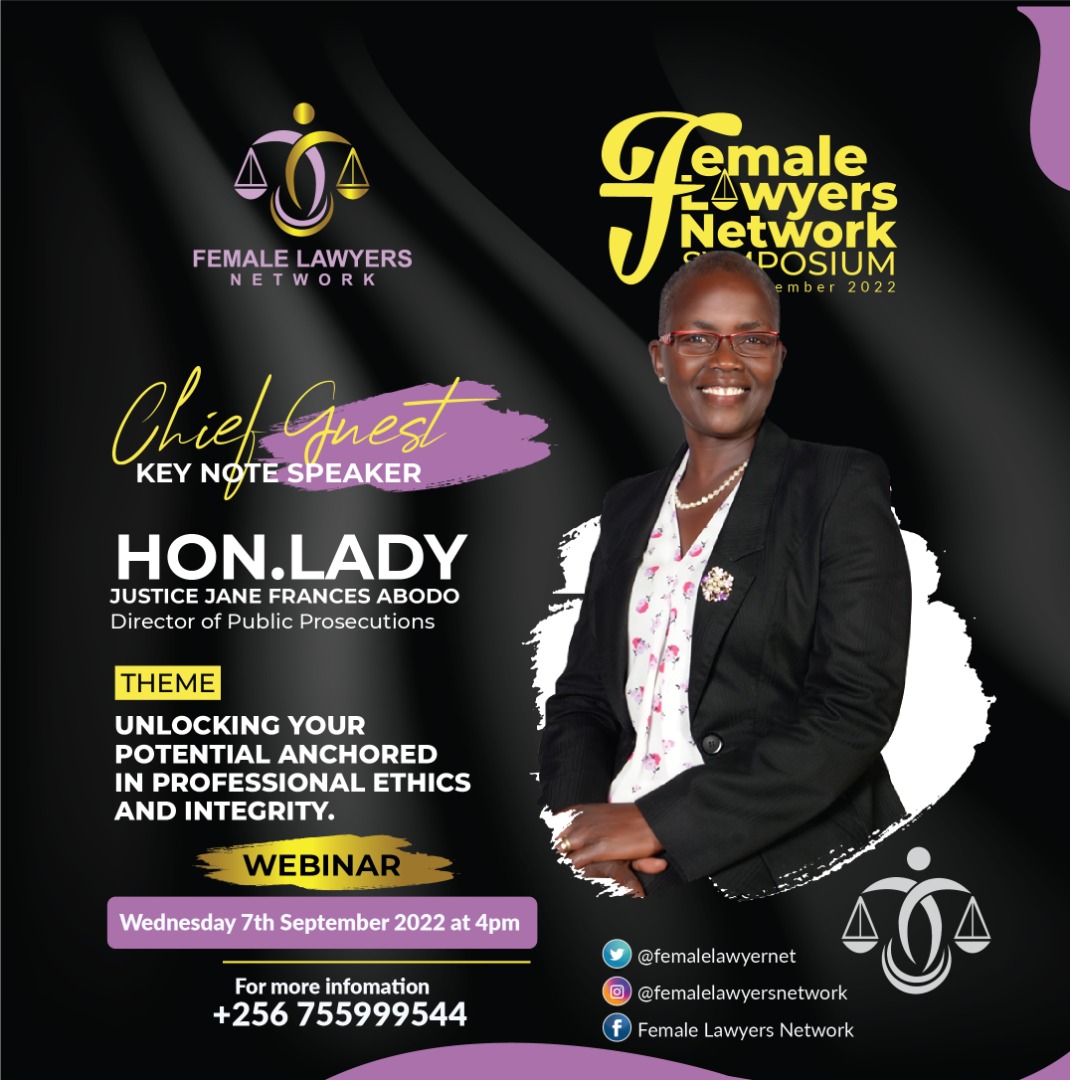 FEMALE LAWYERS
NETWORK
Female
Lawyers
Network
SYMPOSIUM
2022
Chief Guest
KEY NOTE SPEAKER
HON.LADY
JUSTICE JANE FRANCES ABODO
Director of Public Prosecutions
THEME
UNLOCKING YOUR
POTENTIAL ANCHORED
IN PROFESSIONAL ETHICS
AND INTEGRITY.
WEBINAR
Wednesday 7th September 2022 at 4pm
For more infomation
+256 755999544
@femalelawyernet
@femalelawyersnetwork
Female Lawyers Network